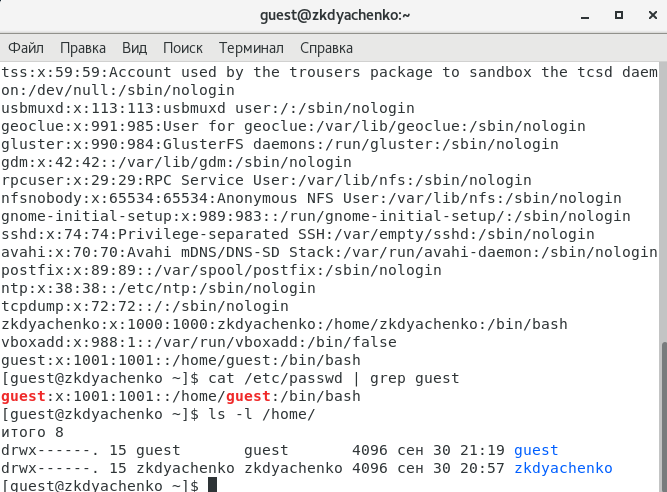 guest@zkdyachenko:~
Файл Правка Вид Поиск Терминал Справка
tss:x:59:59:Account used by the trousers package to sandbox the tcsd daem
on:/dev/null:/sbin/nologin
usbmuxd:x:113:113:usbmuxd user:/:/sbin/nologin
geoclue:x:991:985:User for geoclue:/var/lib/geoclue:/sbin/nologin
gluster:x:990:984:GlusterFS daemons:/run/gluster:/sbin/nologin
gdm:x:42:42::/var/lib/gdm:/sbin/nologin
rpcuser:x:29:29:RPC Service User:/var/lib/nfs:/sbin/nologin
nfsnobody:x:65534:65534:Anonymous NFS User:/var/lib/nfs:/sbin/nologin
gnome-initial-setup:x:989:983::/run/gnome-initial-setup/:/sbin/nologin
sshd:x:74:74:Privilege-separated SSH:/var/empty/sshd:/sbin/nologin
avahi:x:70:70:Avahi mDNS/DNS-SD Stack:/var/run/avahi-daemon:/sbin/nologin
postfix:x:89:89::/var/spool/postfix:/sbin/nologin
ntp:x:38:38::/etc/ntp:/sbin/nologin
tcpdump:x:72:72::/:/sbin/nologin
zkdyachenko:x:1000:1000:zkdyachenko:/home/zkdyachenko:/bin/bash
vboxadd:x:988:1::/var/run/vboxadd:/bin/false
guest:x:1001:1001::/home/guest:/bin/bash
[guest@zkdyachenko ~]$ cat /etc/passwd | grep guest
guest:x:1001:1001::/home/guest:/bin/bash
[guest@zkdyachenko ~]$ ls -l /home/
итого 8
drwx------. 15 guest       guest       4096 сен 30 21:19 guest
drwx------. 15 zkdyachenko zkdyachenko 4096 сен 30 20:57 zkdyachenko
[guest@zkdyachenko ~]$